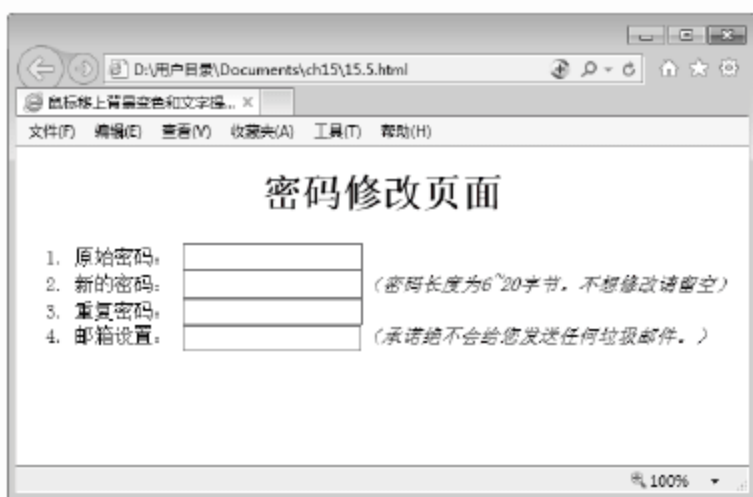 D:\用户目录\Documents\ch15\15.5.html
鼠标移上背景变色和文字提... ×
文件(F) 编辑(E) 查看(V) 收藏夹(A) 工具(T) 帮助(H)
密码修改页面
1. 原始密码:
2. 新的密码: (密码长度为6~20字节,不想修改请留空)
3. 重复密码:
4. 邮箱设置: (承诺绝不会给您发送任何垃圾邮件。)
100%